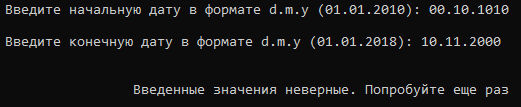 Введите начальную дату в формате d.m.y (01.01.2010): 00.10.1010
Введите конечную дату в формате d.m.y (01.01.2018): 10.11.2000
Введенные значения неверные. Попробуйте еще раз